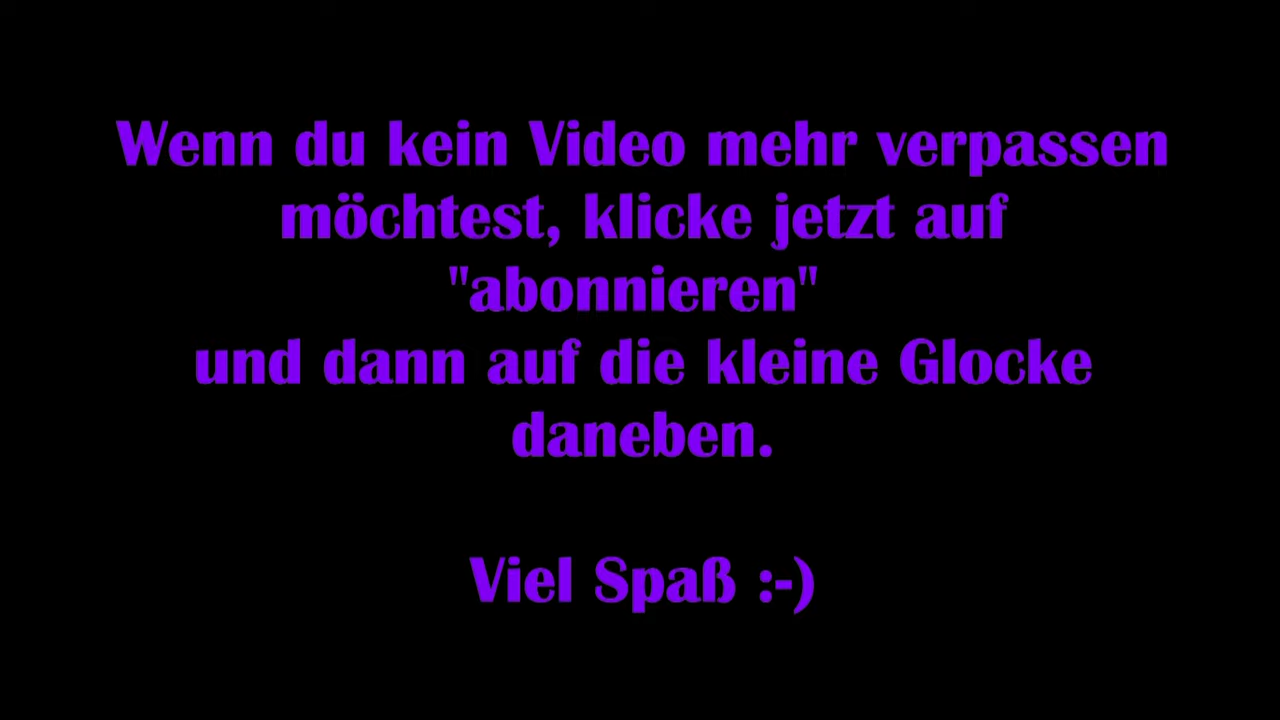 Wenn du kein Video mehr verpassen
möchtest, klicke jetzt auf
"abonnieren"
und dann auf die kleine Glocke
daneben.
Viel Spaß :-)